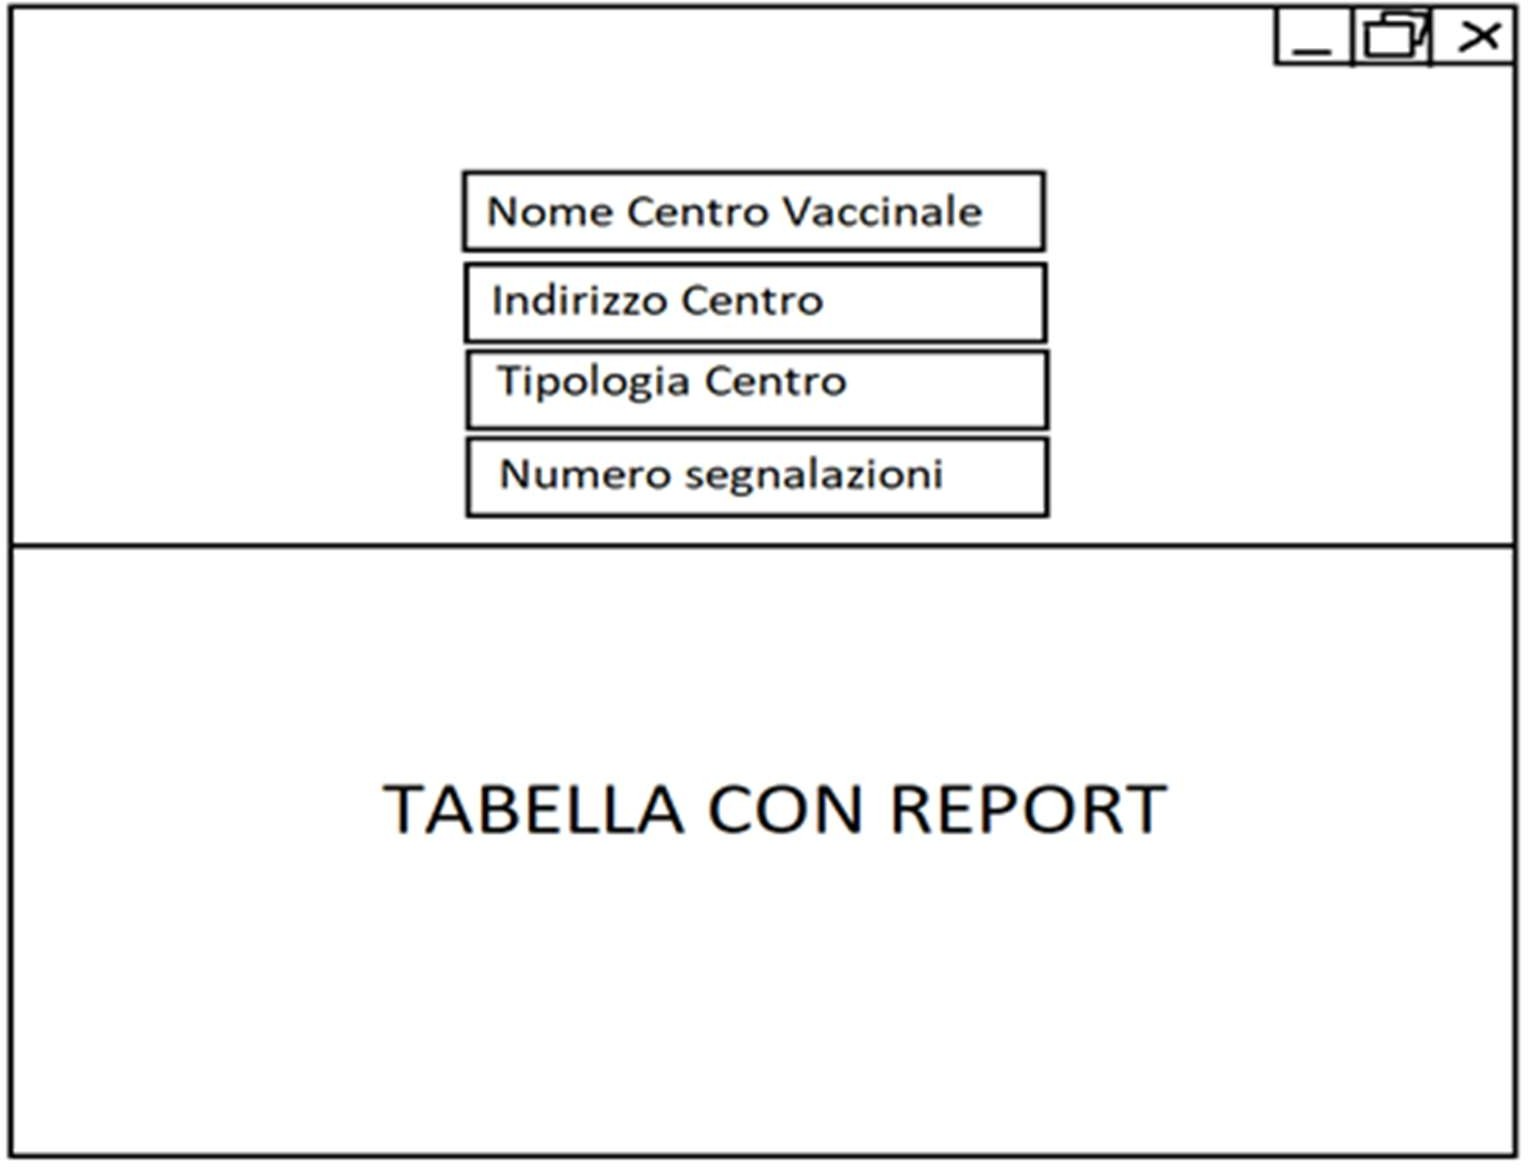 Nome Centro Vaccinale
Indirizzo Centro
Tipologia Centro
Numero segnalazioni
TABELLA CON REPORT